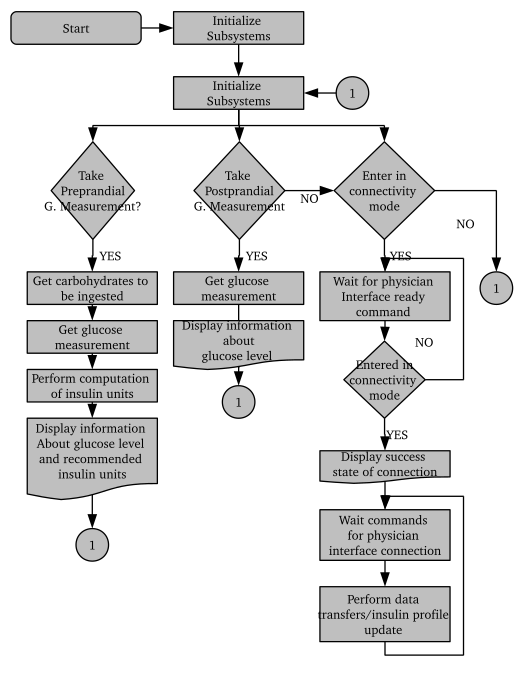 Start
Initialize
Subsystems
Initialize
Subsystems
1
Take
Preprandial
G. Measurement?
Take
Postprandial
G. Measurement
NO
Enter in
connectivity
mode
NO
YES
YES
YES
1
Get carbohydrates to
be ingested
Get glucose
measurement
Perform computation
of insulin units
Display information
About glucose level
and recommended
insulin units
1
Get glucose
measurement
Display information
about
glucose level
1
Wait for physician
Interface ready
command
NO
Entered in
connectivity
mode
YES
Display success
state of connection
Wait commands
for physician
interface connection
Perform data
transfers/insulin profile
update